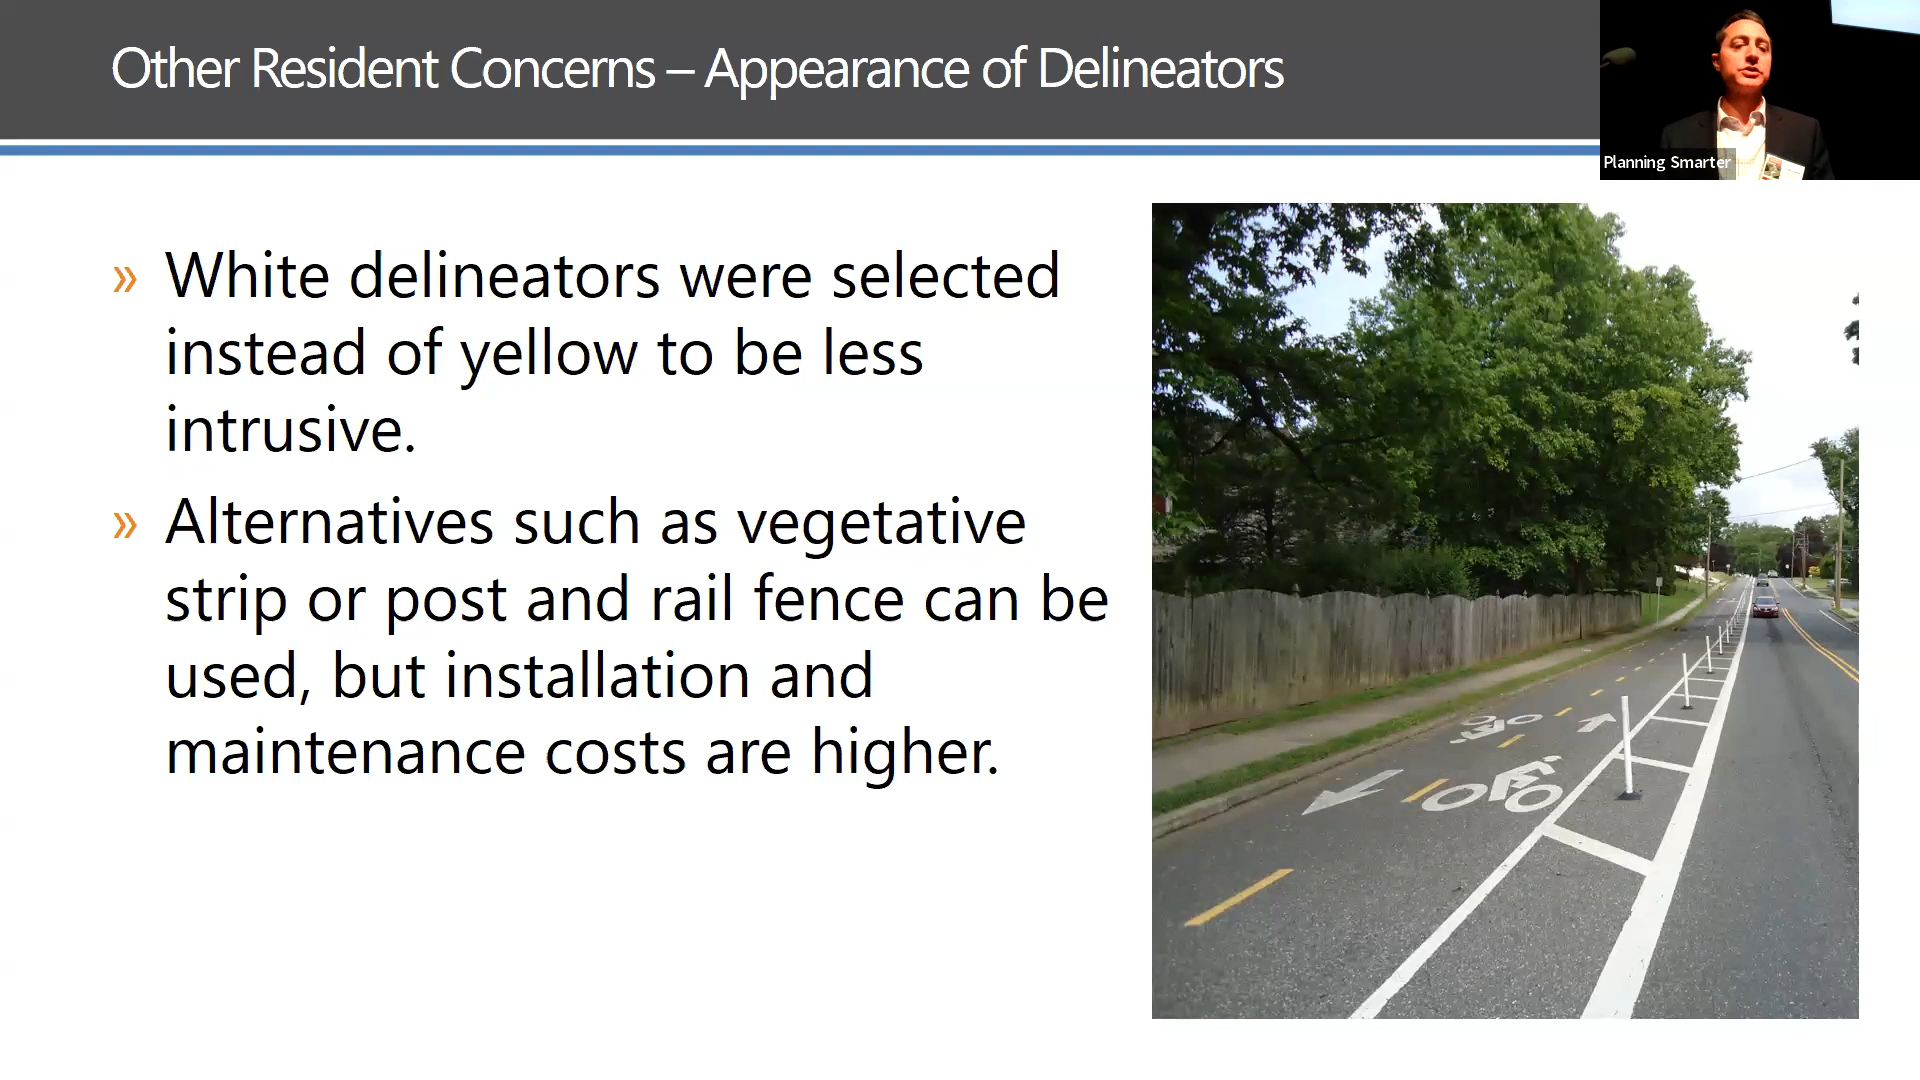 Other Resident Concerns – Appearance of Delineators
Planning Smarter
» White delineators were selected
instead of yellow to be less
intrusive.
» Alternatives such as vegetative
strip or post and rail fence can be
used, but installation and
maintenance costs are higher.